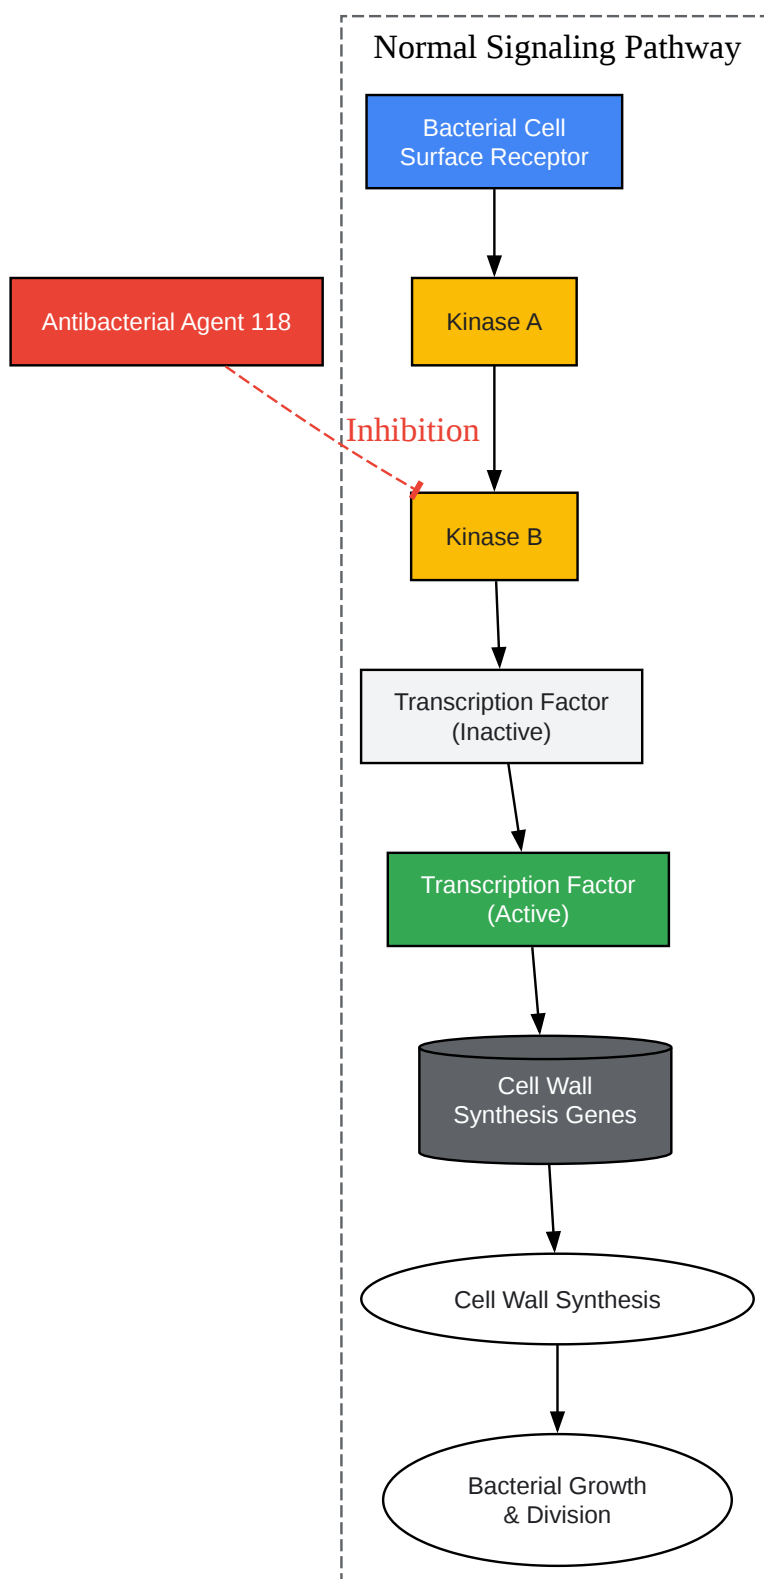 Normal Signaling Pathway
Bacterial Cell
Surface Receptor
Antibacterial Agent 118
Kinase A
Inhibition
Kinase B
Transcription Factor
(Inactive)
Transcription Factor
(Active)
Cell Wall
Synthesis Genes
Cell Wall Synthesis
Bacterial Growth
& Division